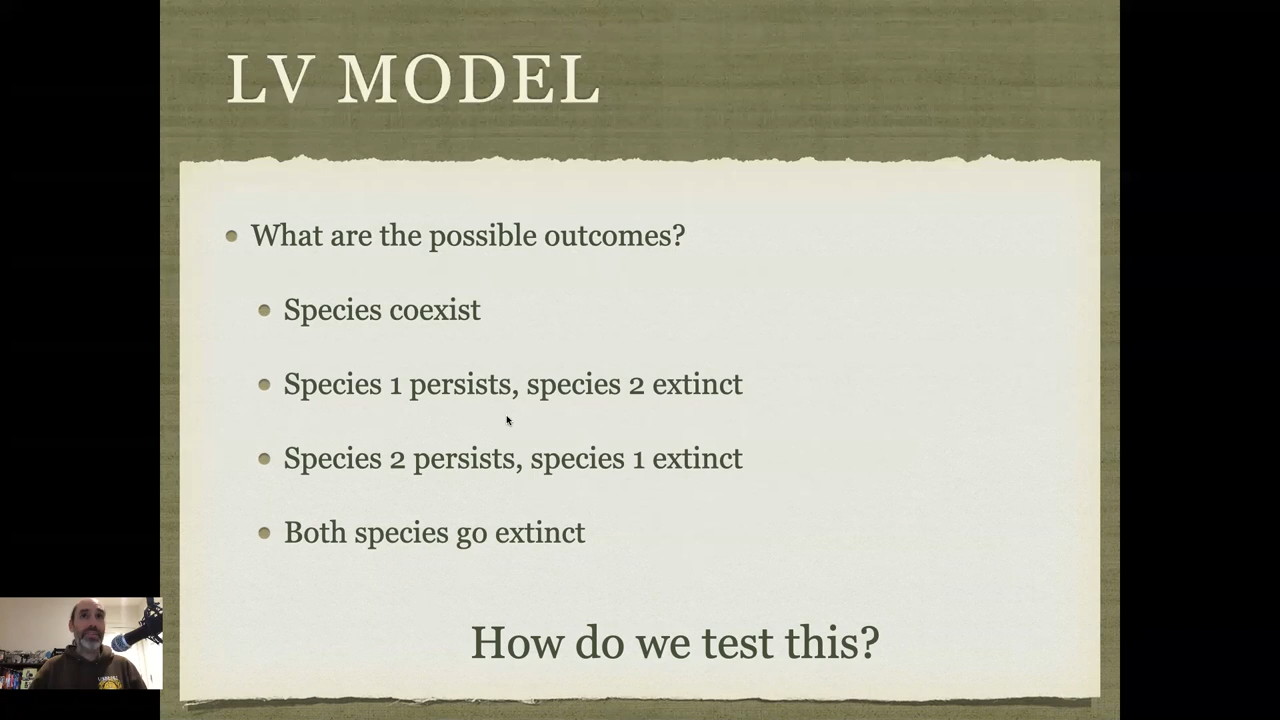 LV MODEL
What are the possible outcomes?
Species coexist
Species 1 persists, species 2 extinct
Species 2 persists, species 1 extinct
Both species go extinct
How do we test this?